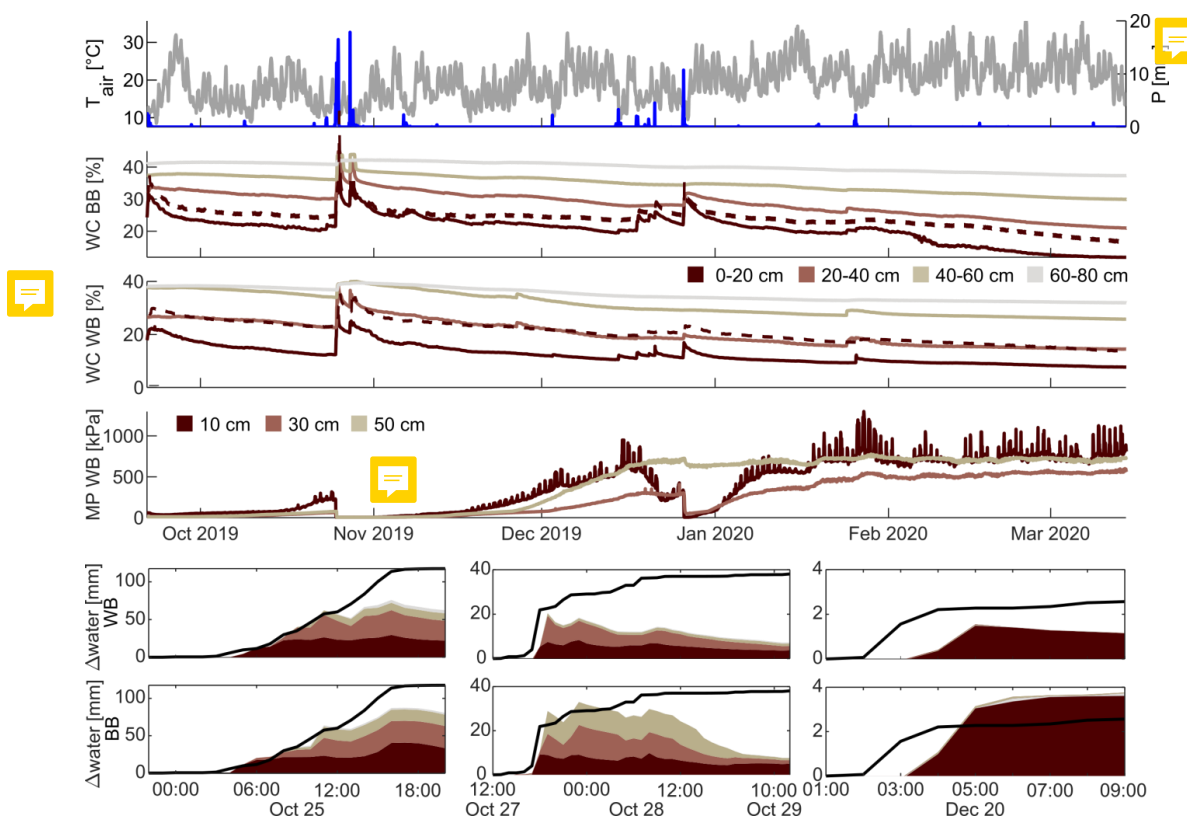 T air [°C]
30
20
10
20
10
0
P [m
WC BB [%]
40
30
20
0-20 cm 20-40 cm 40-60 cm 60-80 cm
WC WB [%]
40
20
0
10 cm 30 cm 50 cm
MP WB [kPa]
1000
500
0
Oct 2019 Nov 2019 Dec 2019 Jan 2020 Feb 2020 Mar 2020
Δwater [mm]
WB
100
50
0
40
20
0
4
2
0
Δwater [mm]
BB
100
50
0
40
20
0
4
2
0
00:00 06:00 12:00 18:00 12:00 00:00 12:00 10:00 01:00 03:00 05:00 07:00 09:00
Oct 25 Oct 27 Oct 28 Oct 29 Dec 20